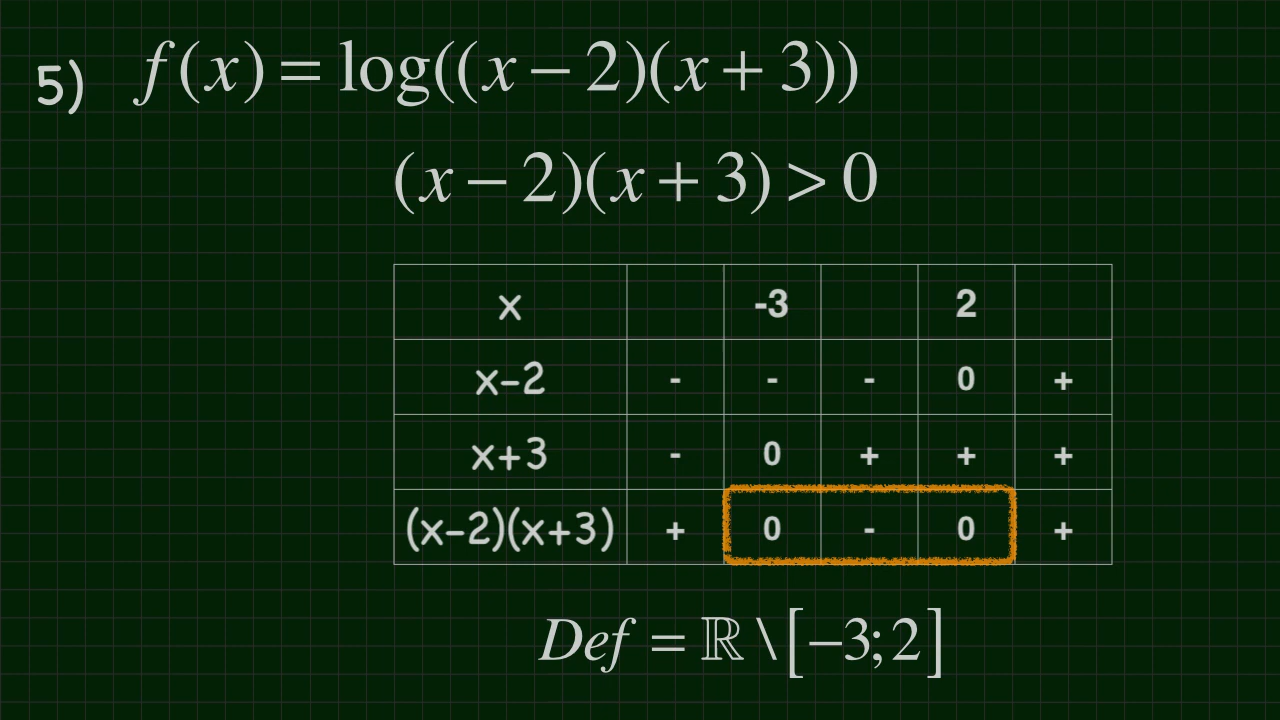 5) f(x) = log((x − 2)(x + 3))
(x − 2)(x + 3) > 0
x -3 2
x-2 - - - 0 +
x+3 - 0 + + +
(x-2)(x+3) + 0 - 0 +
Def = ℝ \ [−3; 2]